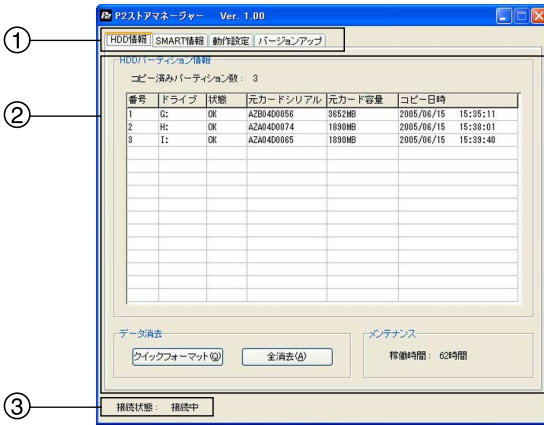 P2ストアマネージャー Ver. 1.00
① HDD情報 SMART情報 動作設定 バージョンアップ
HDDパーティション情報
コピー済みパーティション数： 3
②
番号 ドライブ 状態 元カードシリアル 元カード容量 コピー日時
1 G: OK AZB04D0056 3652MB 2005/06/15 15:35:11
2 H: OK AZA04D0074 1890MB 2005/06/15 15:38:01
3 I: OK AZA04D0065 1890MB 2005/06/15 15:39:40
データ消去 メンテナンス
クイックフォーマット(Q) 全消去(A) 稼働時間： 62時間
③ 接続状態： 接続中